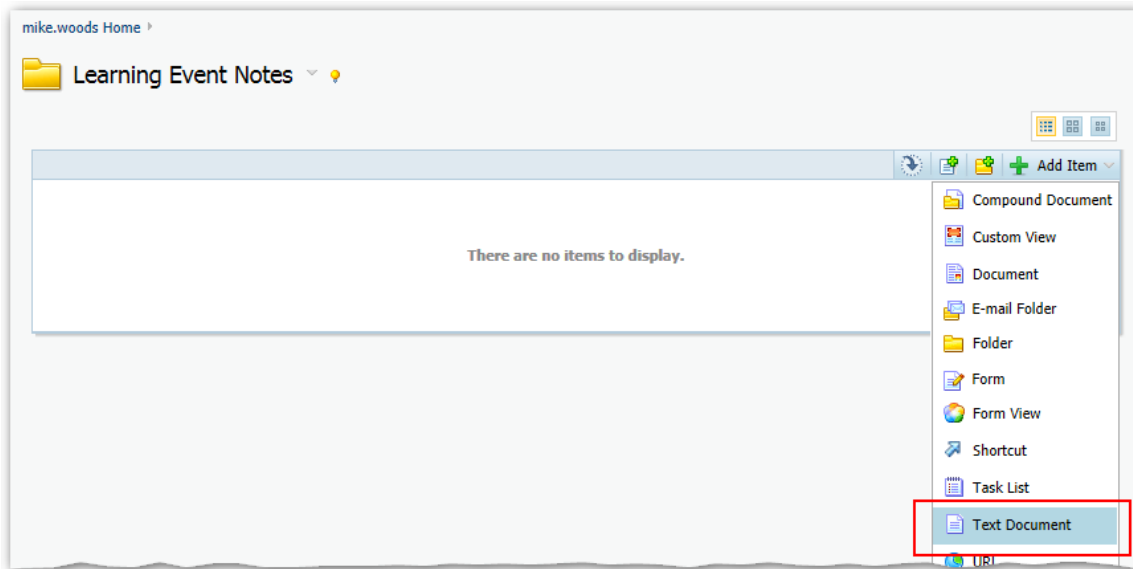 mike.woods Home
Learning Event Notes
Add Item
Compound Document
Custom View
There are no items to display.
Document
E-mail Folder
Folder
Form
Form View
Shortcut
Task List
Text Document
URL